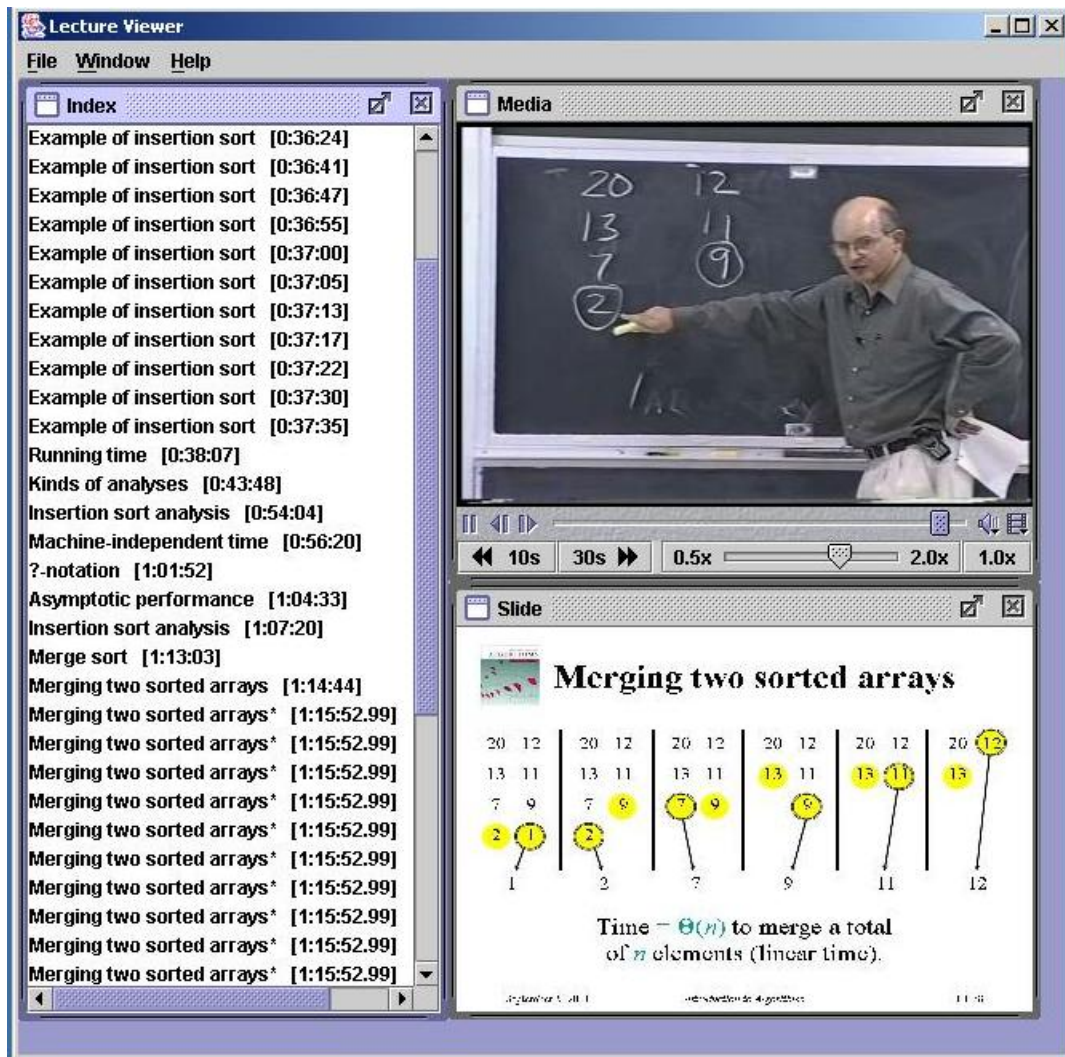 Lecture Viewer
File Window Help
Index
Example of insertion sort [0:36:24]
Example of insertion sort [0:36:41]
Example of insertion sort [0:36:47]
Example of insertion sort [0:36:55]
Example of insertion sort [0:37:00]
Example of insertion sort [0:37:05]
Example of insertion sort [0:37:13]
Example of insertion sort [0:37:17]
Example of insertion sort [0:37:22]
Example of insertion sort [0:37:30]
Example of insertion sort [0:37:35]
Running time [0:38:07]
Kinds of analyses [0:43:48]
Insertion sort analysis [0:54:04]
Machine-independent time [0:56:20]
?-notation [1:01:52]
Asymptotic performance [1:04:33]
Insertion sort analysis [1:07:20]
Merge sort [1:13:03]
Merging two sorted arrays [1:14:44]
Merging two sorted arrays* [1:15:52.99]
Merging two sorted arrays* [1:15:52.99]
Merging two sorted arrays* [1:15:52.99]
Merging two sorted arrays* [1:15:52.99]
Merging two sorted arrays* [1:15:52.99]
Merging two sorted arrays* [1:15:52.99]
Merging two sorted arrays* [1:15:52.99]
Merging two sorted arrays* [1:15:52.99]
Merging two sorted arrays* [1:15:52.99]
Merging two sorted arrays* [1:15:52.99]
Media
20 12
13 11
7 9
2
10s 30s 0.5x 2.0x 1.0x
Slide
Merging two sorted arrays
20 12 20 12 20 12 20 12 20 12 20 12
13 11 13 11 13 11 13 11 13 11 13
7 9 7 9 7 9 9
2 1 2
1 2 7 9 11 12
Time = Θ(n) to merge a total
of n elements (linear time).
Introduction to Algorithms